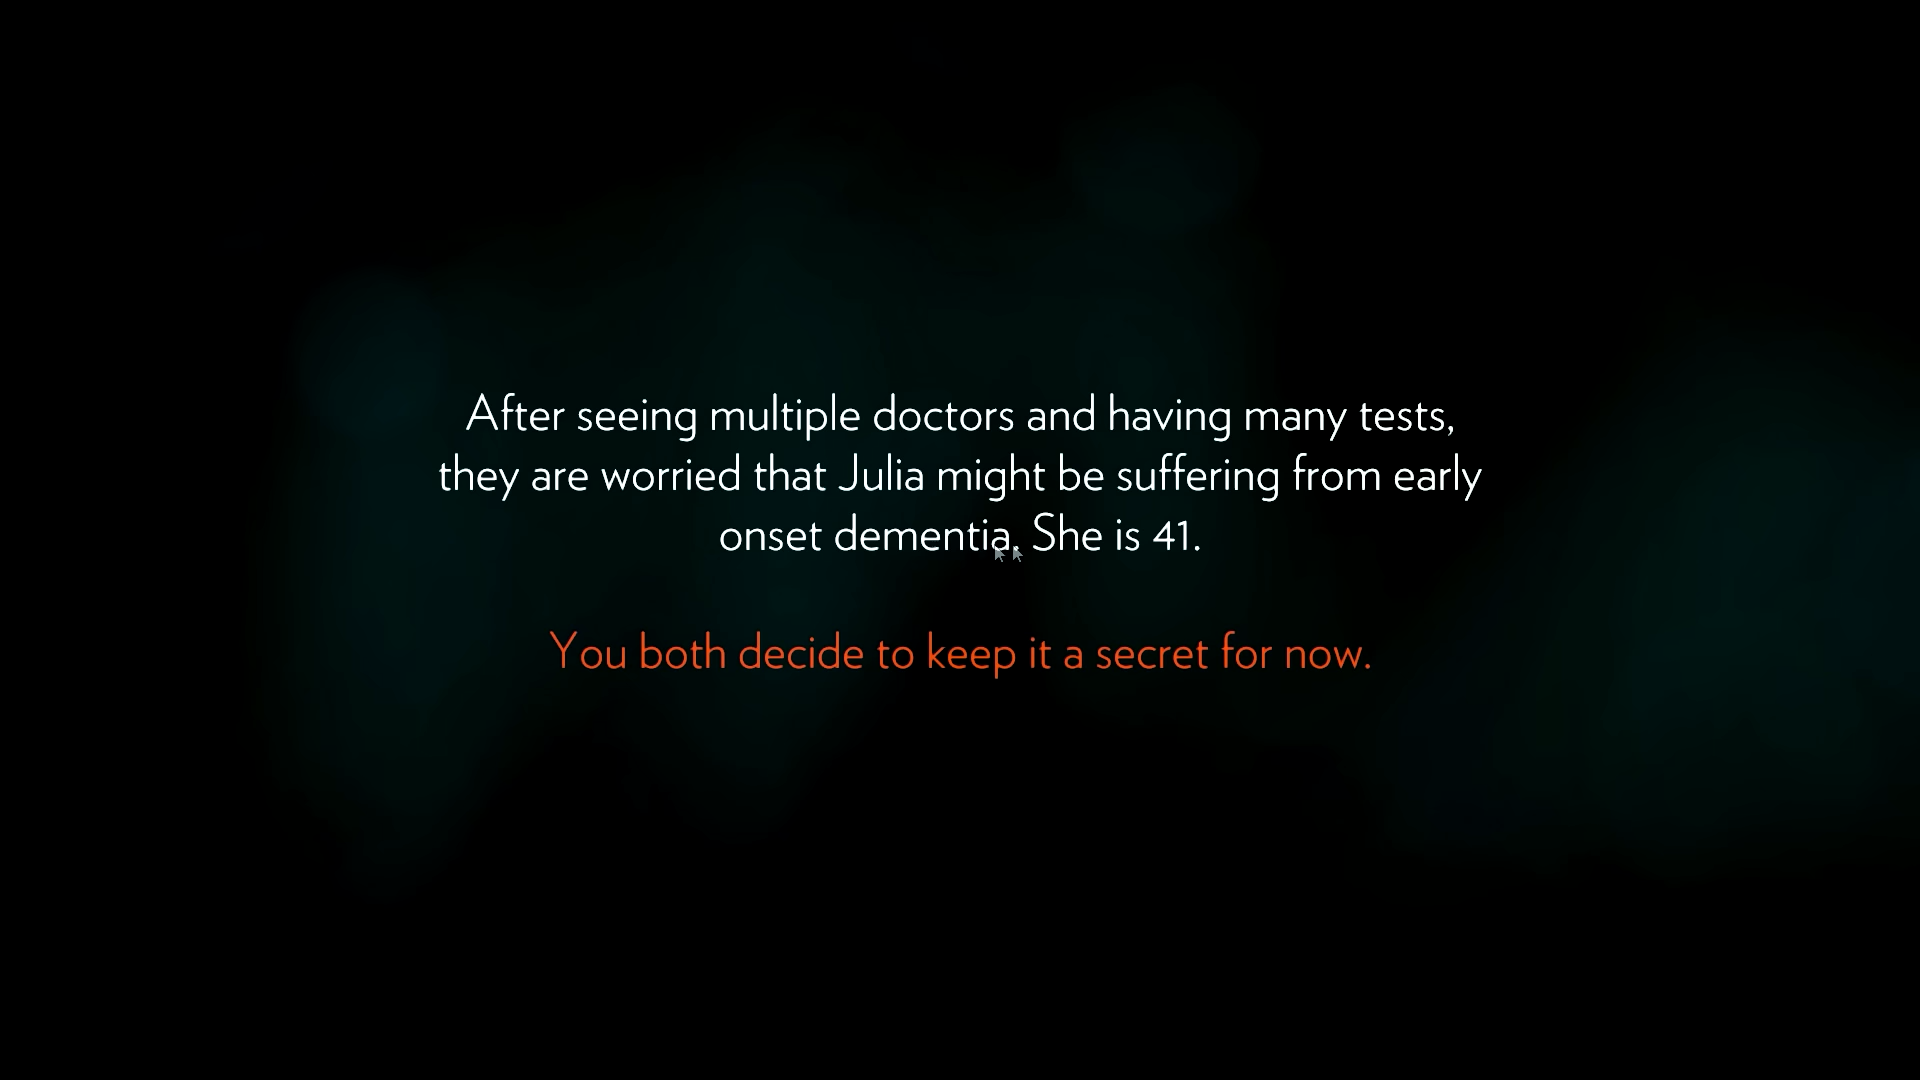 After seeing multiple doctors and having many tests,
they are worried that Julia might be suffering from early
onset dementia. She is 41.
You both decide to keep it a secret for now.